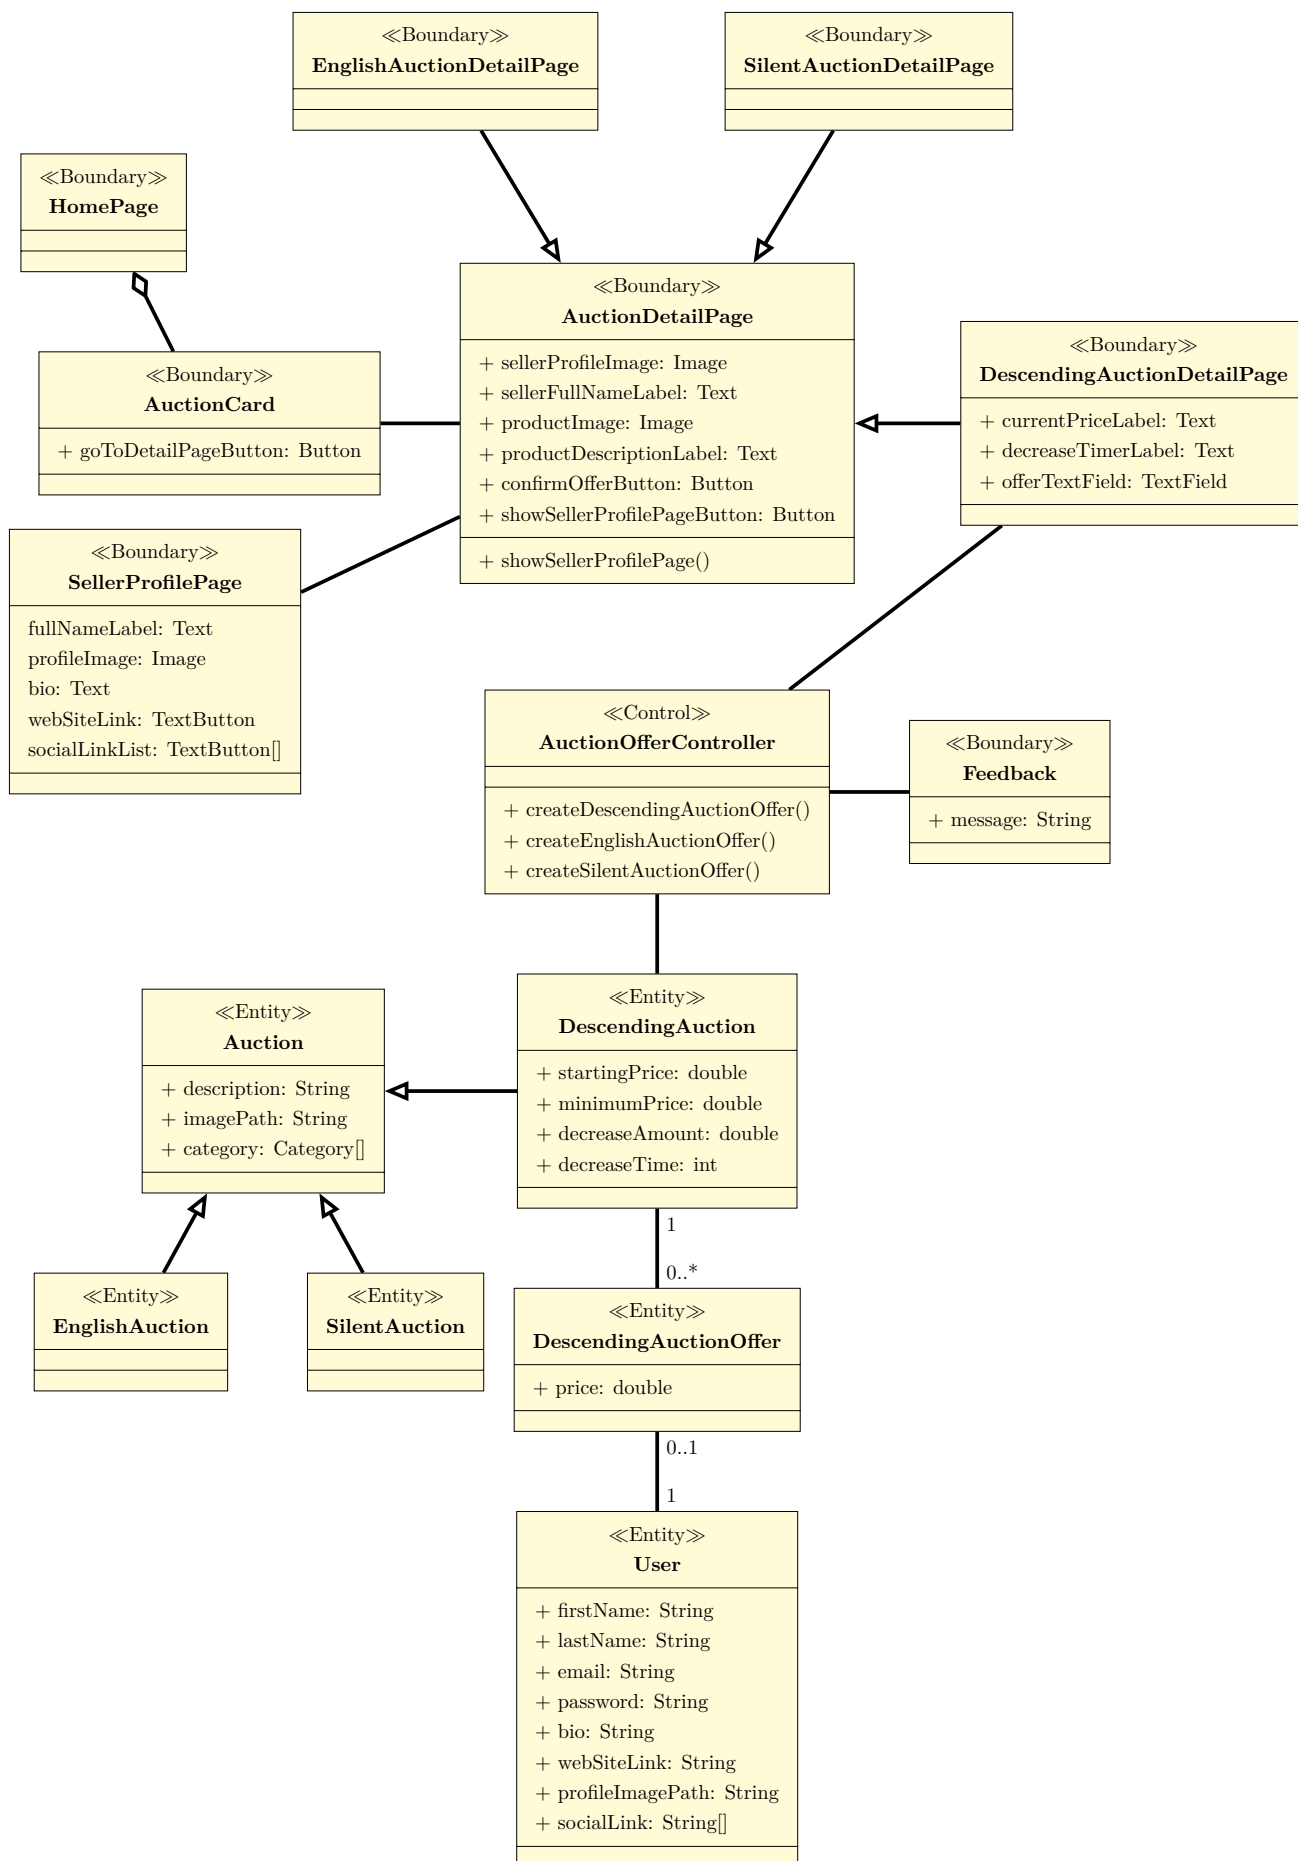 ≪Boundary≫
EnglishAuctionDetailPage
≪Boundary≫
SilentAuctionDetailPage
≪Boundary≫
HomePage
≪Boundary≫
AuctionDetailPage
+ sellerProfileImage: Image
+ sellerFullNameLabel: Text
+ productImage: Image
+ productDescriptionLabel: Text
+ confirmOfferButton: Button
+ showSellerProfilePageButton: Button
+ showSellerProfilePage()
≪Boundary≫
DescendingAuctionDetailPage
+ currentPriceLabel: Text
+ decreaseTimerLabel: Text
+ offerTextField: TextField
≪Boundary≫
AuctionCard
+ goToDetailPageButton: Button
≪Boundary≫
SellerProfilePage
fullNameLabel: Text
profileImage: Image
bio: Text
webSiteLink: TextButton
socialLinkList: TextButton[]
≪Control≫
AuctionOfferController
+ createDescendingAuctionOffer()
+ createEnglishAuctionOffer()
+ createSilentAuctionOffer()
≪Boundary≫
Feedback
+ message: String
≪Entity≫
Auction
+ description: String
+ imagePath: String
+ category: Category[]
≪Entity≫
DescendingAuction
+ startingPrice: double
+ minimumPrice: double
+ decreaseAmount: double
+ decreaseTime: int
1
0..*
≪Entity≫
EnglishAuction
≪Entity≫
SilentAuction
≪Entity≫
DescendingAuctionOffer
+ price: double
0..1
1
≪Entity≫
User
+ firstName: String
+ lastName: String
+ email: String
+ password: String
+ bio: String
+ webSiteLink: String
+ profileImagePath: String
+ socialLink: String[]